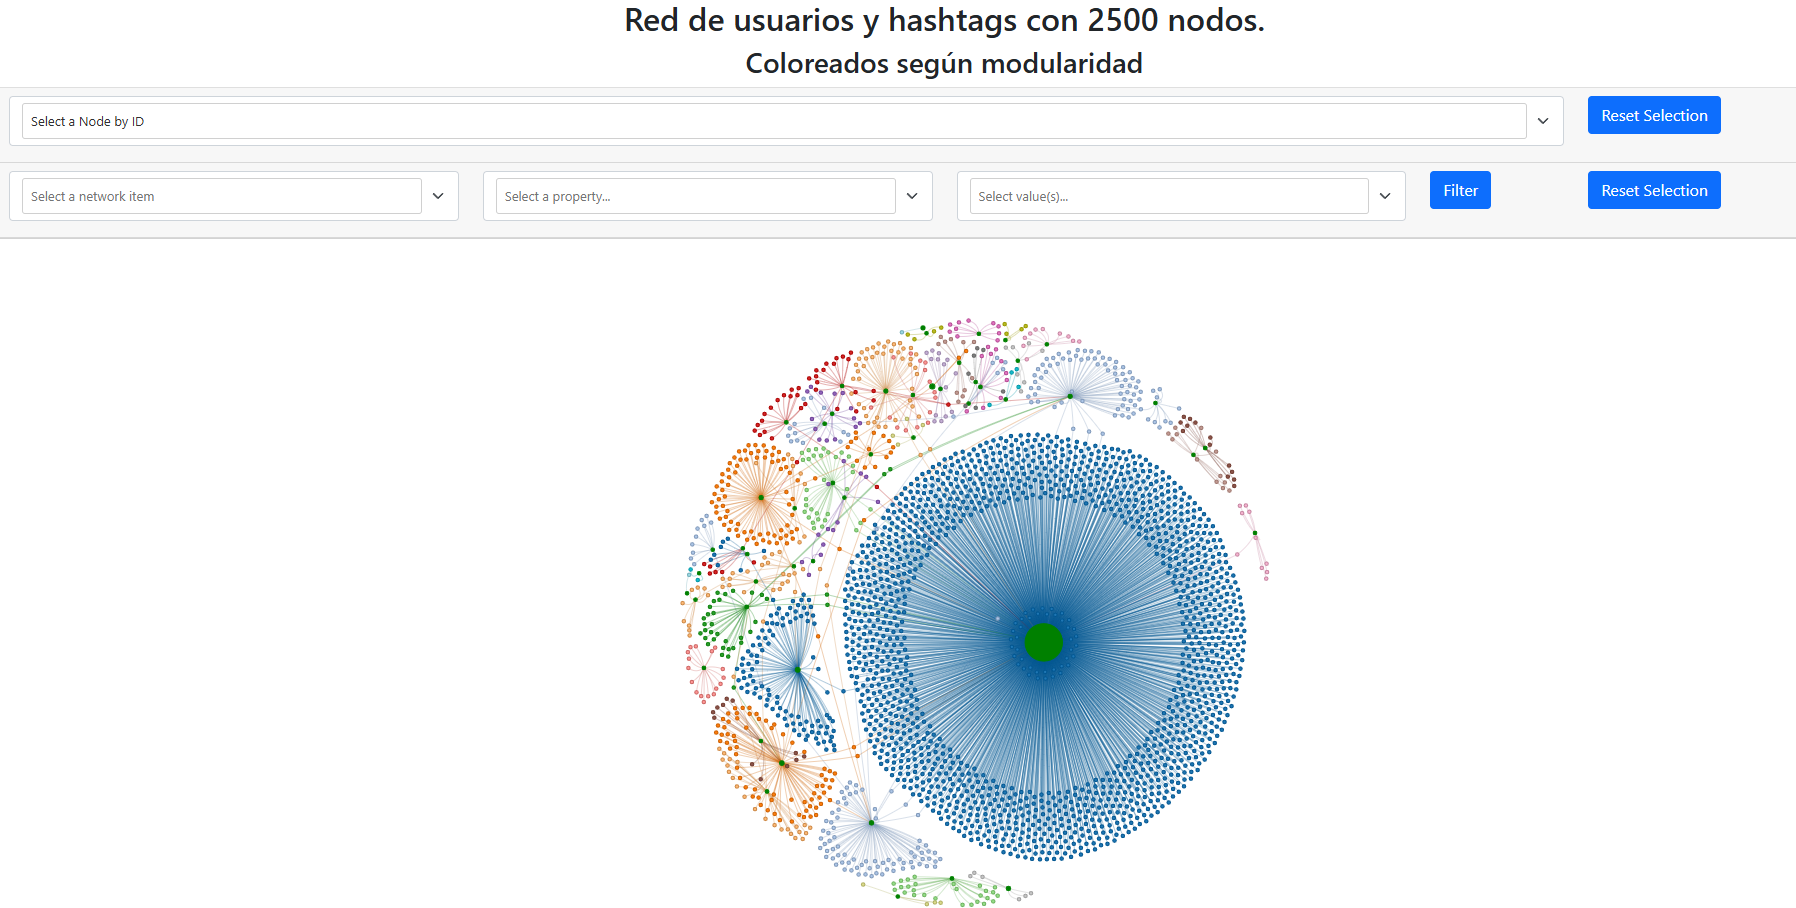 Red de usuarios y hashtags con 2500 nodos.
Coloreados según modularidad
Select a Node by ID
Reset Selection
Select a network item
Select a property...
Select value(s)...
Filter
Reset Selection